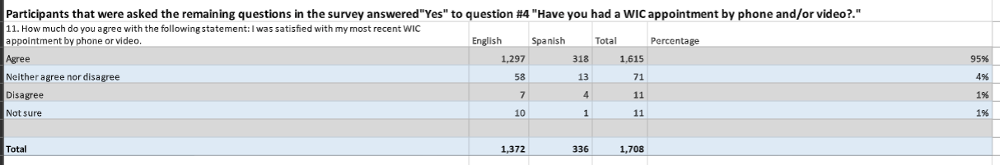 Participants that were asked the remaining questions in the survey answered"Yes" to question #4 "Have you had a WIC appointment by phone and/or video?."
11. How much do you agree with the following statement: I was satisfied with my most recent WIC
appointment by phone or video. English Spanish Total Percentage
Agree 1,297 318 1,615 95%
Neither agree nor disagree 58 13 71 4%
Disagree 7 4 11 1%
Not sure 10 1 11 1%
Total 1,372 336 1,708